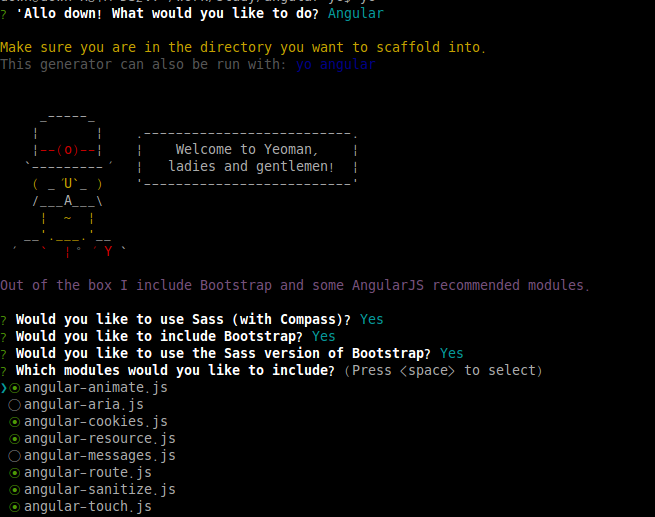 ? 'Allo down! What would you like to do? Angular
Make sure you are in the directory you want to scaffold into.
This generator can also be run with: yo angular
Welcome to Yeoman,
ladies and gentlemen!
Out of the box I include Bootstrap and some AngularJS recommended modules.
? Would you like to use Sass (with Compass)? Yes
? Would you like to include Bootstrap? Yes
? Would you like to use the Sass version of Bootstrap? Yes
? Which modules would you like to include? (Press <space> to select)
❯◉ angular-animate.js
◯ angular-aria.js
◉ angular-cookies.js
◉ angular-resource.js
◯ angular-messages.js
◉ angular-route.js
◉ angular-sanitize.js
◉ angular-touch.js